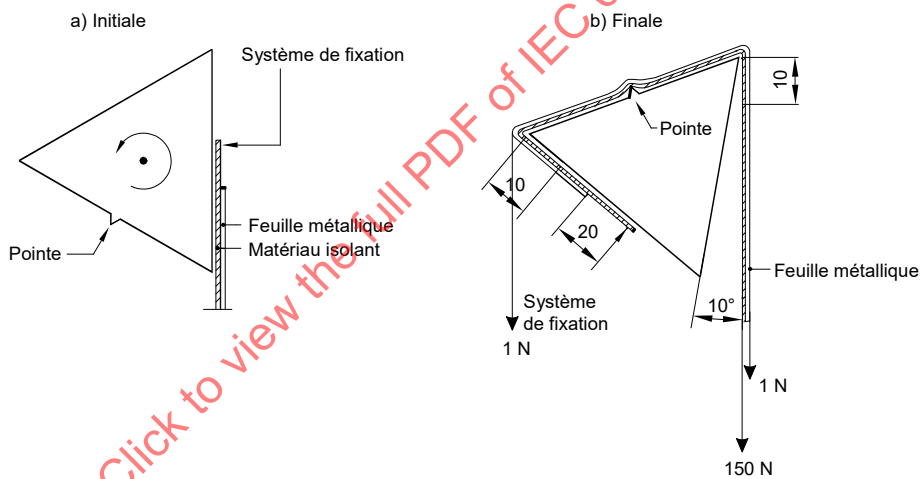 a) Initiale
Système de fixation
Feuille métallique
Matériau isolant
Pointe
b) Finale
10
Pointe
10
20
Feuille métallique
Système
de fixation
10°
1 N
1 N
150 N
Click to view the full PDF of IEC